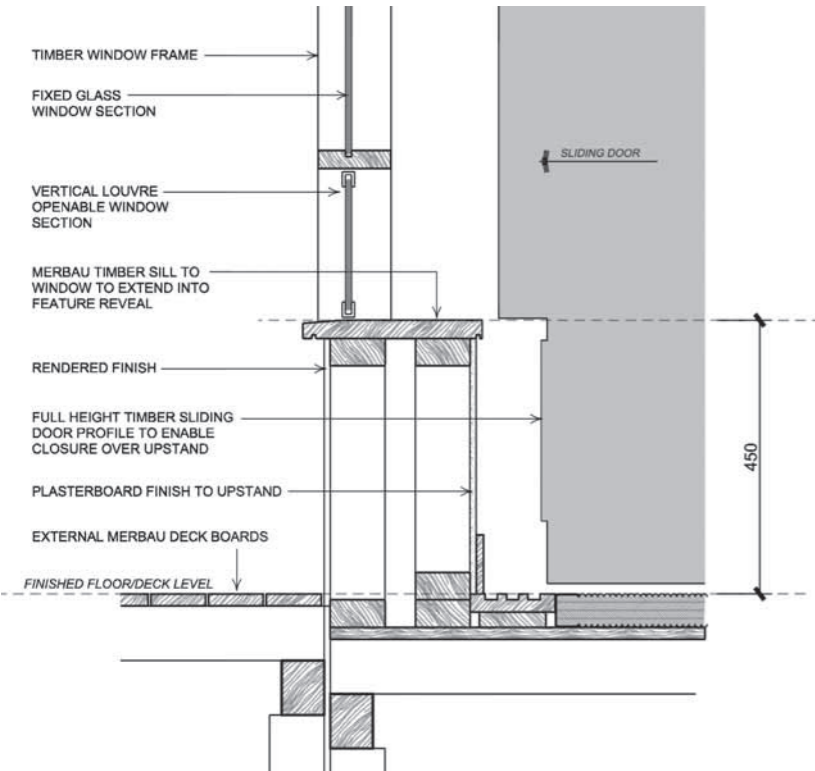 TIMBER WINDOW FRAME
FIXED GLASS
WINDOW SECTION
SLIDING DOOR
VERTICAL LOUVRE
OPENABLE WINDOW
SECTION
MERBAU TIMBER SILL TO
WINDOW TO EXTEND INTO
FEATURE REVEAL
RENDERED FINISH
FULL HEIGHT TIMBER SLIDING
DOOR PROFILE TO ENABLE
CLOSURE OVER UPSTAND
450
PLASTERBOARD FINISH TO UPSTAND
EXTERNAL MERBAU DECK BOARDS
FINISHED FLOOR/DECK LEVEL